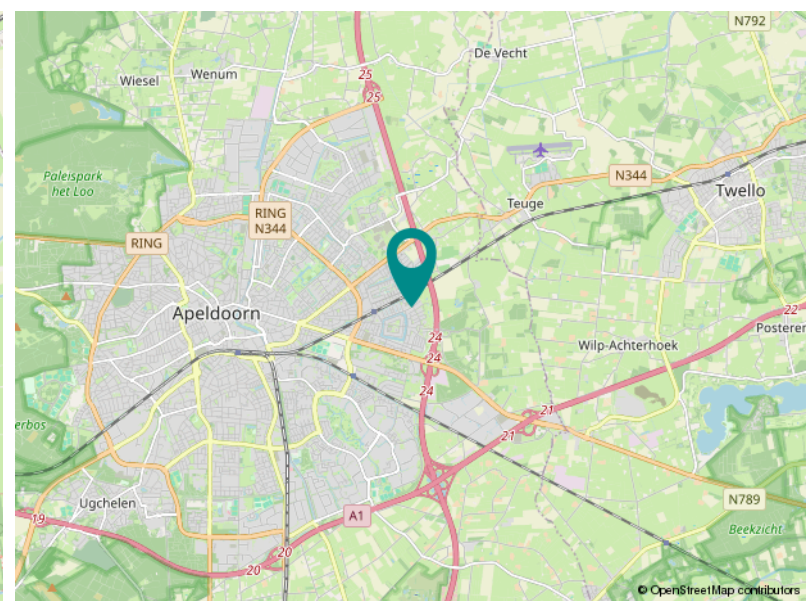 N792
De Vecht
25
Wiesel
Wenum
25
Paleispark
het Loo
N344
Twello
Teuge
RING
N344
RING
22
Apeldoorn
Posteren
24
Wilp-Achterhoek
24
24
21
21
erbos
Ugchelen
N789
A1
19
Beekzicht
20
20
© OpenStreetMap contributors